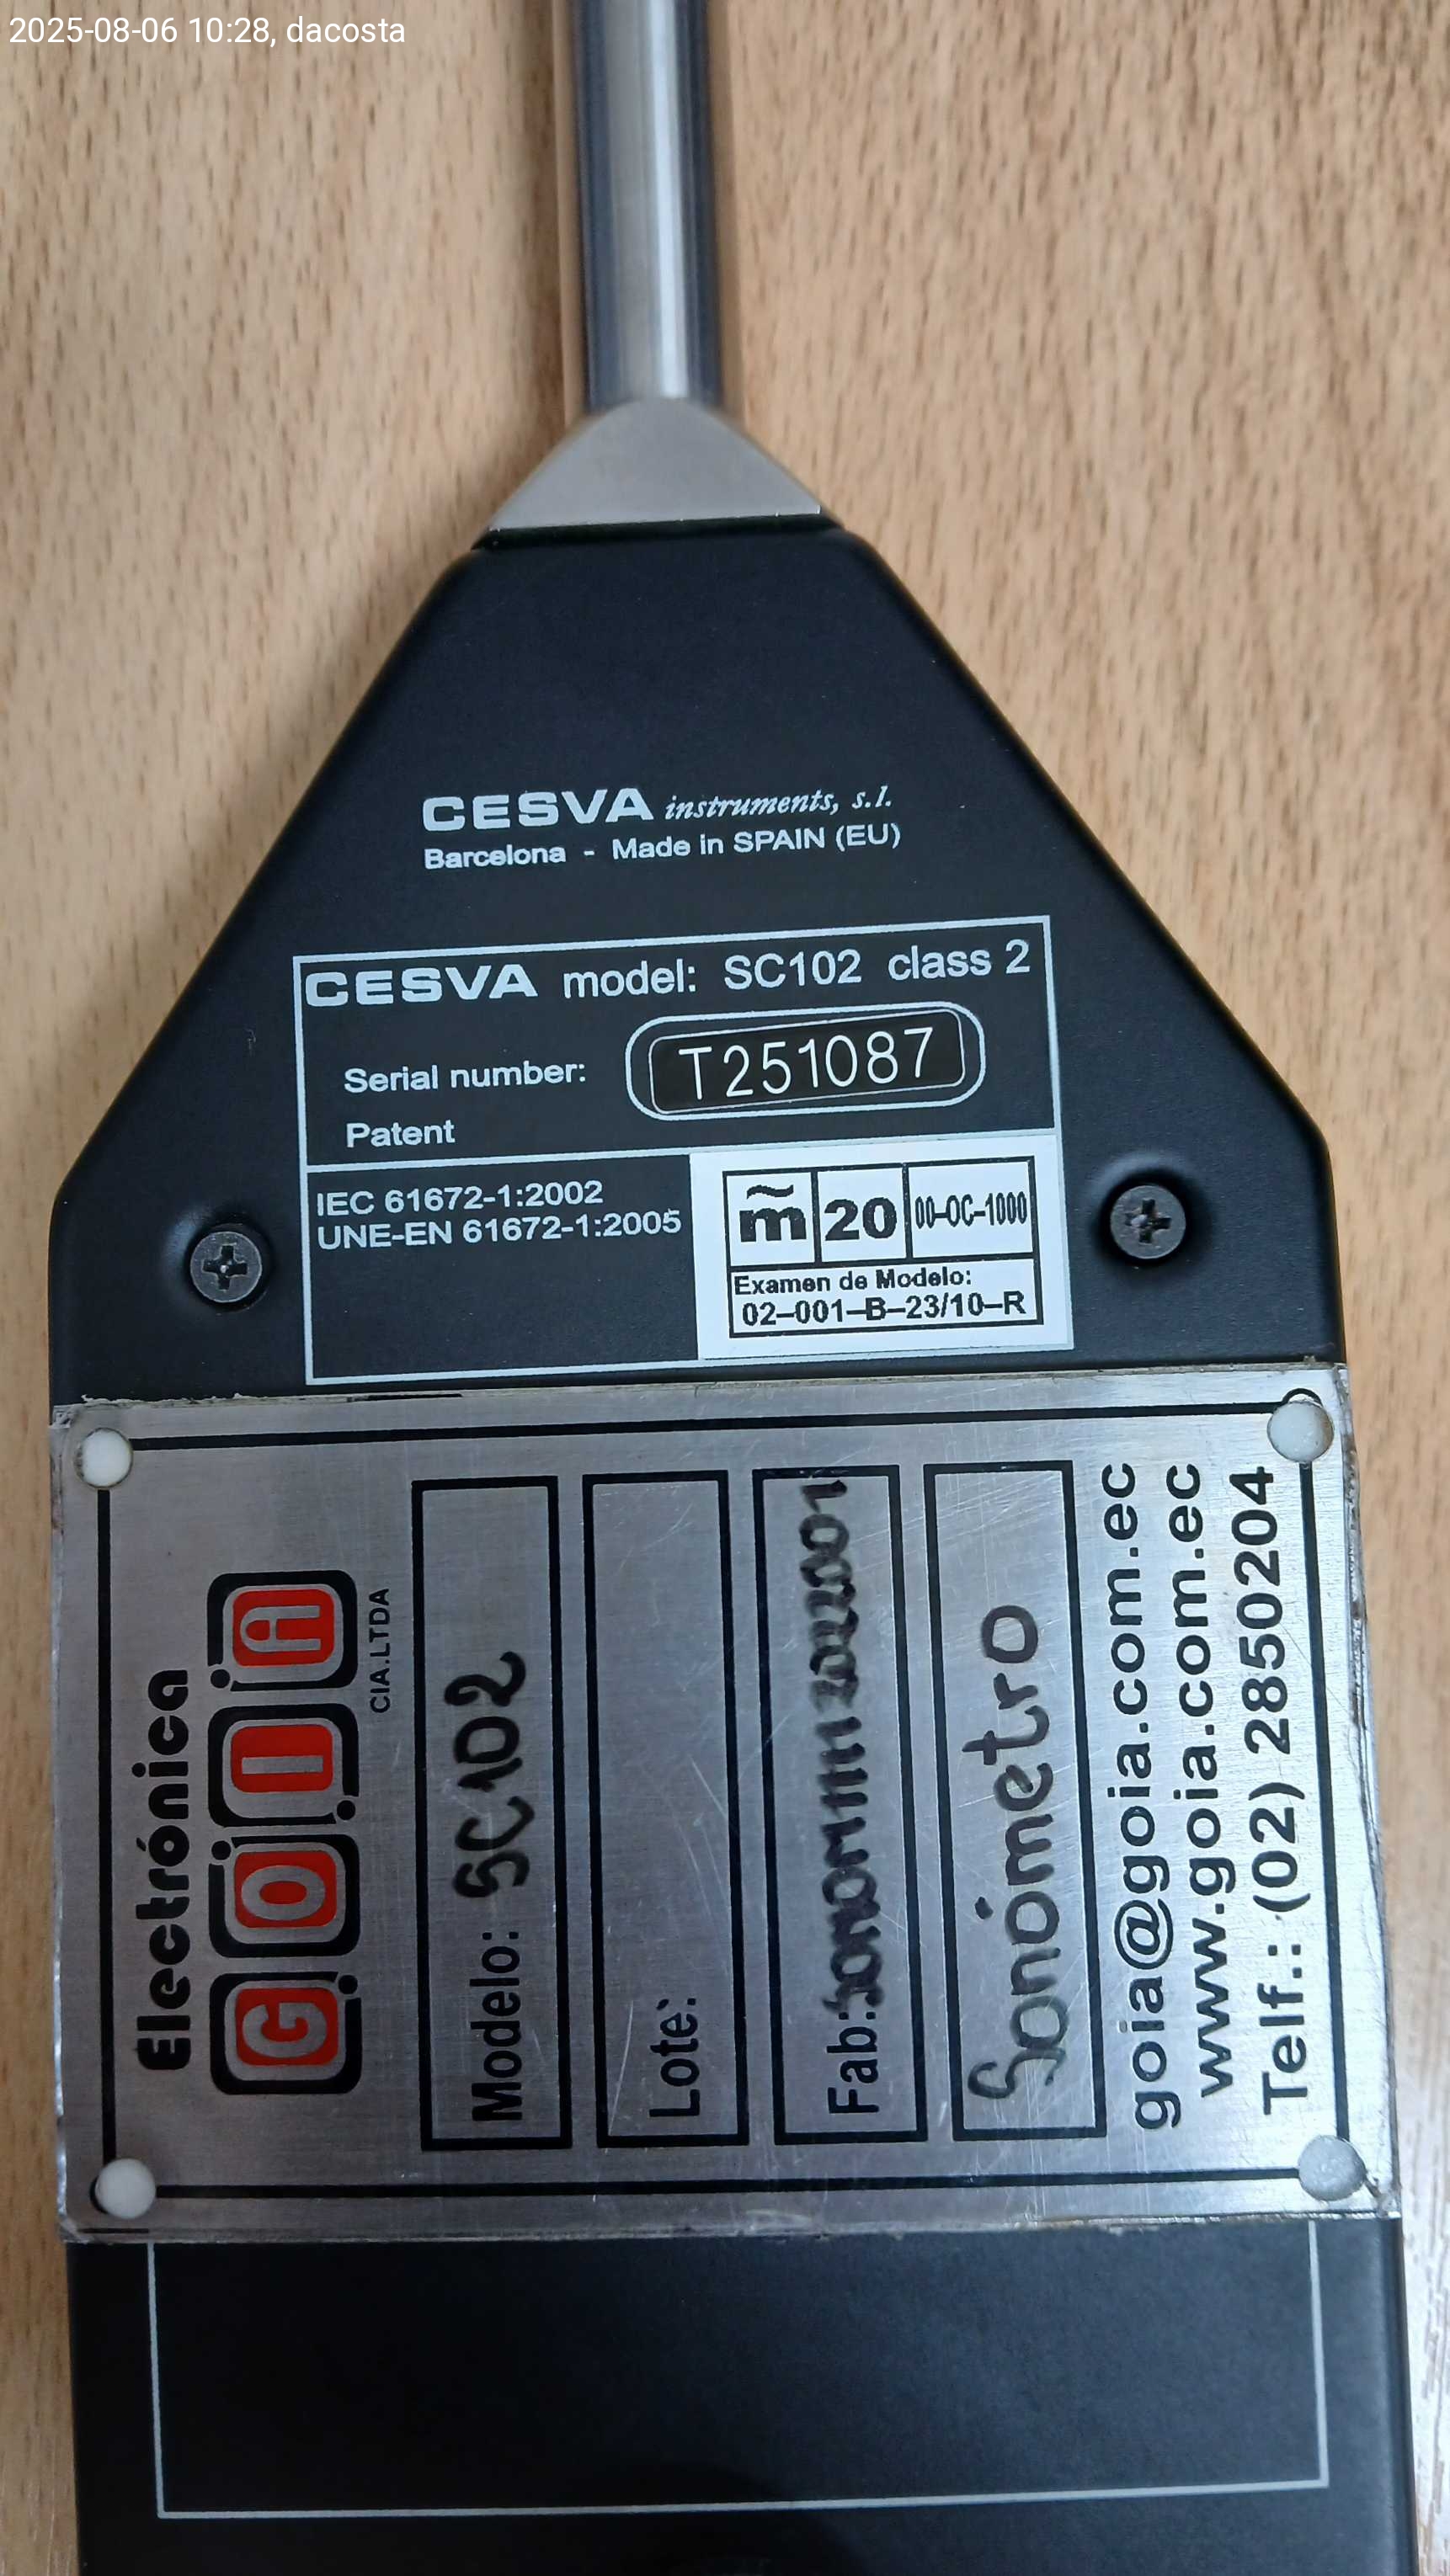 2025-08-06 10:28, dacosta
CESVA instruments, s.l.
Barcelona - Made in SPAIN (EU)
CESVA model: SC102 class 2
Serial number: T251087
Patent
IEC 61672-1:2002
UNE-EN 61672-1:2005
m 20 00-OC-1000
Examen de Modelo:
02-001-B-23/10-R
Electrónica
GOIA
CIA.LTDA
Modelo: SC102
Lote:
Fab:
Sonómetro
goia@goia.com.ec
www.goia.com.ec
Telf.: (02) 2850204